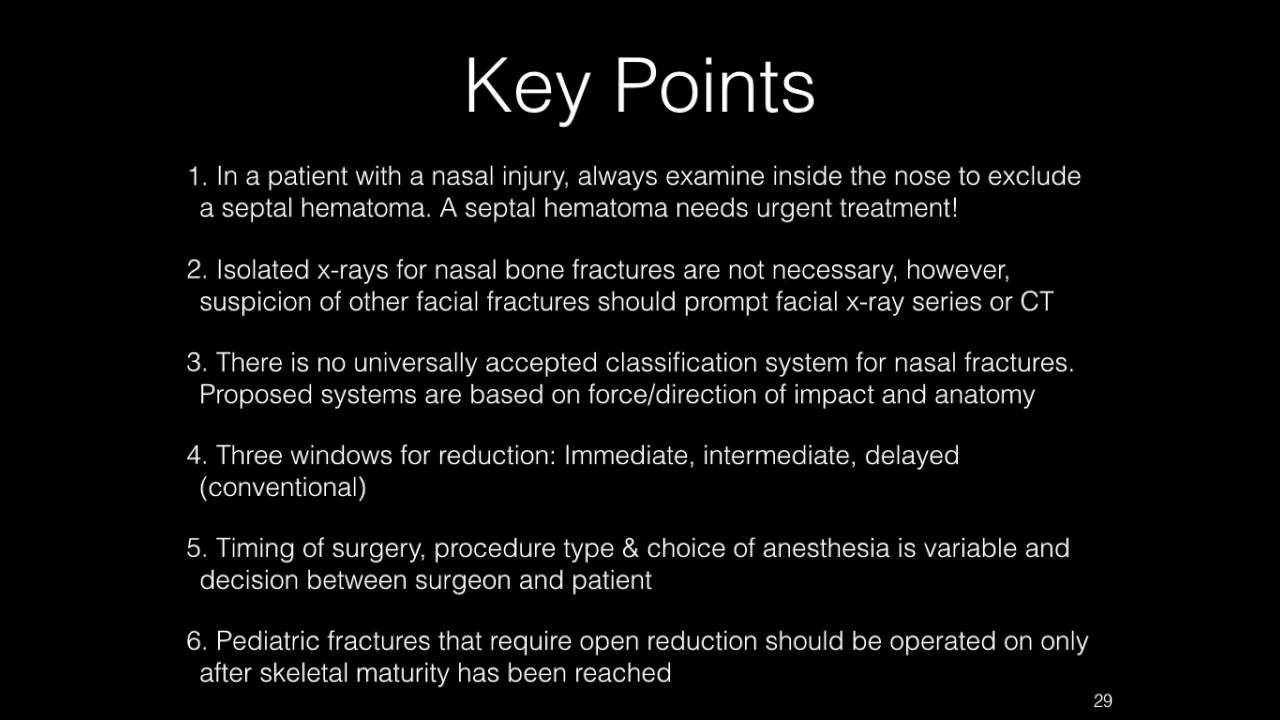 Key Points
1. In a patient with a nasal injury, always examine inside the nose to exclude
a septal hematoma. A septal hematoma needs urgent treatment!
2. Isolated x-rays for nasal bone fractures are not necessary, however,
suspicion of other facial fractures should prompt facial x-ray series or CT
3. There is no universally accepted classification system for nasal fractures.
Proposed systems are based on force/direction of impact and anatomy
4. Three windows for reduction: Immediate, intermediate, delayed
(conventional)
5. Timing of surgery, procedure type & choice of anesthesia is variable and
decision between surgeon and patient
6. Pediatric fractures that require open reduction should be operated on only
after skeletal maturity has been reached
29